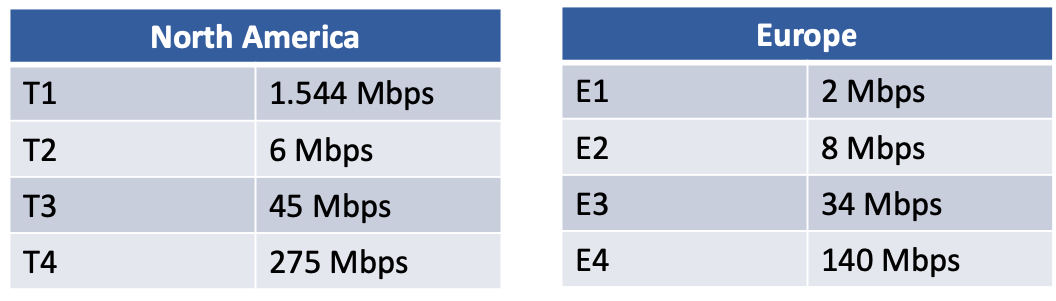 North America
T1 1.544 Mbps
T2 6 Mbps
T3 45 Mbps
T4 275 Mbps
Europe
E1 2 Mbps
E2 8 Mbps
E3 34 Mbps
E4 140 Mbps